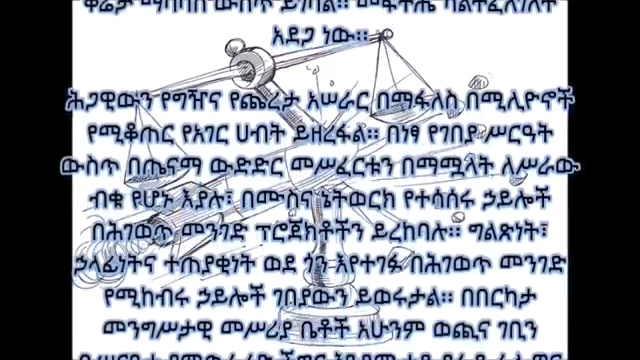 አደጋ ነው።
ሕጋዊውን የግዥና የጨረታ አሠራር በማፋለስ በሚሊዮኖች
የሚቆጠር የአገር ሀብት ይዘረፋል። በነፃ የገበያ ሥርዓት
ውስጥ በጤናማ ውድድር መሥፈርቱን በማሟላት ለሥራው
ብቁ የሆኑ እያሉ፣ በሙስና ኔትወርክ የተሳሰሩ ኃይሎች
በሕገወጥ መንገድ ፕሮጀክቶችን ይረከባሉ። ግልጽነት፣
ኃላፊነትና ተጠያቂነት ወደ ጎን እየተገፉ በሕገወጥ መንገድ
የሚከብሩ ኃይሎች ገበያውን ይወሩታል። በበርካታ
መንግሥታዊ መሥሪያ ቤቶች አሁንም ወጪና ገቢን